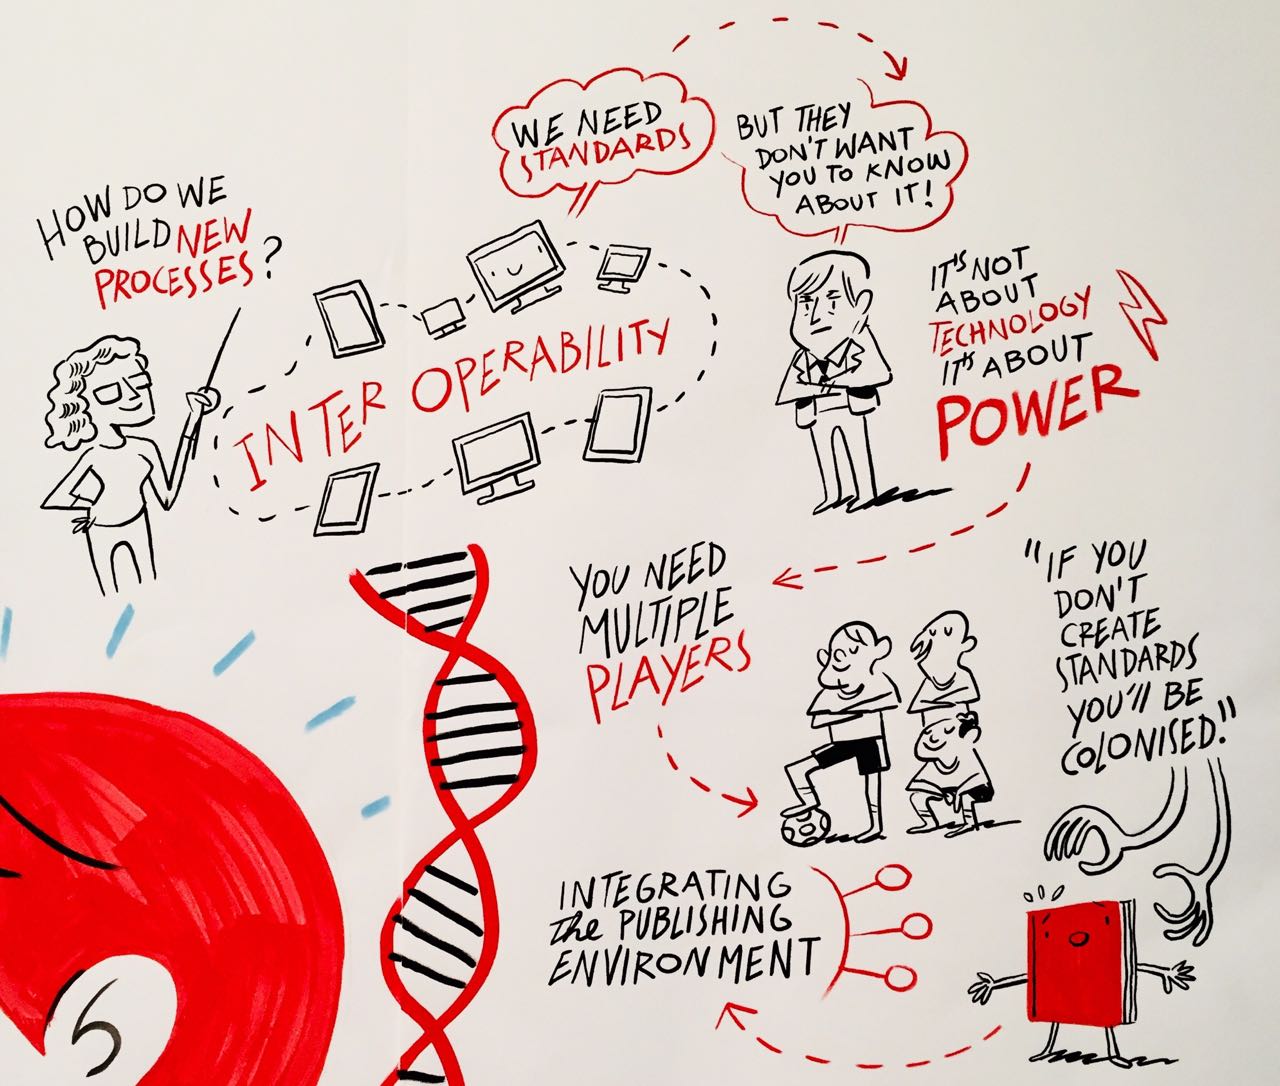 HOW DO WE
BUILD NEW
PROCESSES?
WE NEED
STANDARDS
BUT THEY
DON'T WANT
YOU TO KNOW
ABOUT IT!
INTER OPERABILITY
IT'S NOT
ABOUT
TECHNOLOGY
IT'S ABOUT
POWER
YOU NEED
MULTIPLE
PLAYERS
"IF YOU
DON'T
CREATE
STANDARDS
YOU'll BE
COLONISED."
INTEGRATING
the PUBLISHING
ENVIRONMENT